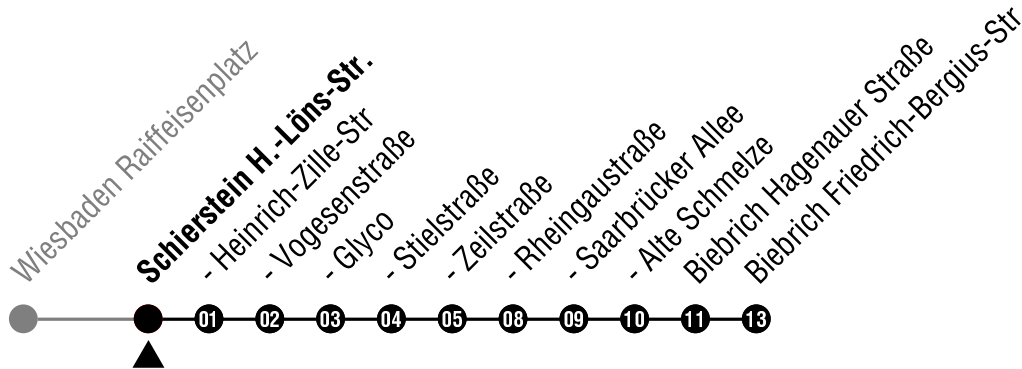 Wiesbaden Raiffeisenplatz
Schierstein H.-Löns-Str.
- Heinrich-Zille-Str
- Vogesenstraße
- Glyco
- Stielstraße
- Zeilstraße
- Rheingaustraße
- Saarbrücker Allee
- Alte Schmelze
Biebrich Hagenauer Straße
Biebrich Friedrich-Bergius-Str
01 02 03 04 05 08 09 10 11 13